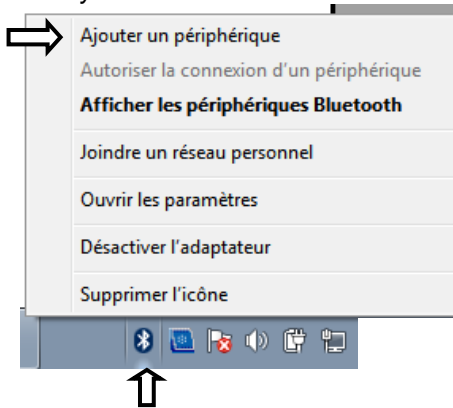 Ajouter un périphérique
Autoriser la connexion d'un périphérique
Afficher les périphériques Bluetooth
Joindre un réseau personnel
Ouvrir les paramètres
Désactiver l'adaptateur
Supprimer l'icône